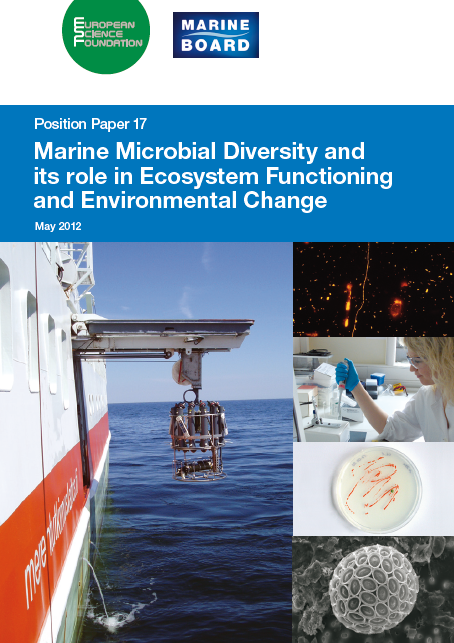 EUROPEAN
SCIENCE
FOUNDATION
MARINE
BOARD
Position Paper 17
Marine Microbial Diversity and
its role in Ecosystem Functioning
and Environmental Change
May 2012